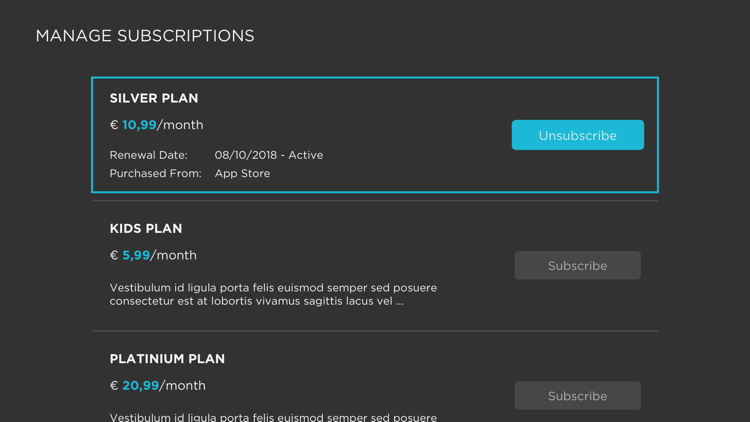 MANAGE SUBSCRIPTIONS
SILVER PLAN
€ 10,99/month
Unsubscribe
Renewal Date: 08/10/2018 - Active
Purchased From: App Store
KIDS PLAN
€ 5,99/month
Subscribe
Vestibulum id ligula porta felis euismod semper sed posuere
consectetur est at lobortis vivamus sagittis lacus vel ...
PLATINIUM PLAN
€ 20,99/month
Subscribe
Vestibulum id ligula porta felis euismod semper sed posuere